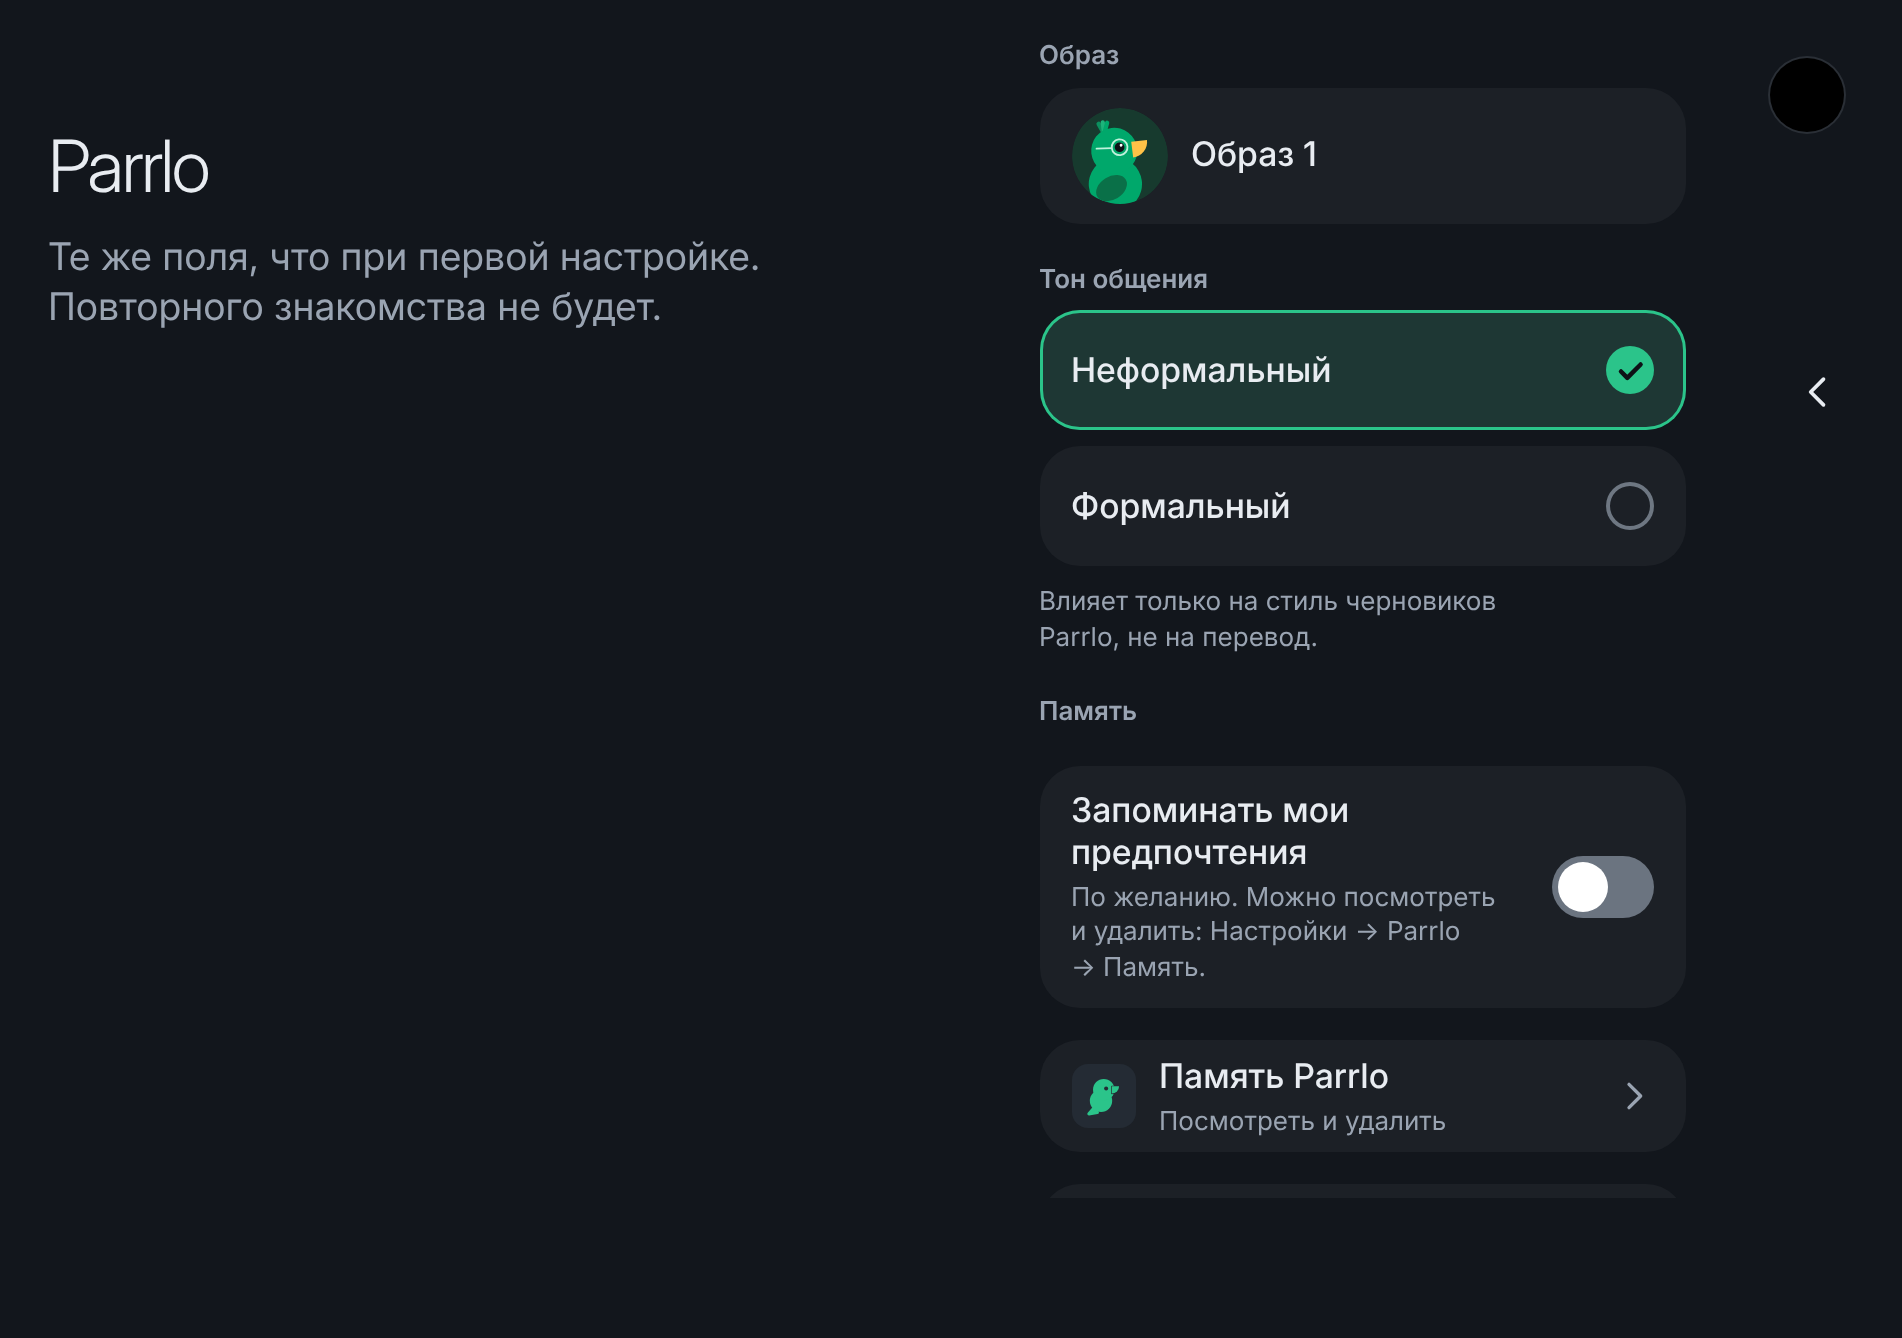 Parrlo
Те же поля, что при первой настройке.
Повторного знакомства не будет.
Образ
Образ 1
Тон общения
Неформальный
Формальный
Влияет только на стиль черновиков
Parrlo, не на перевод.
Память
Запоминать мои
предпочтения
По желанию. Можно посмотреть
и удалить: Настройки → Parrlo
→ Память.
Память Parrlo
Посмотреть и удалить